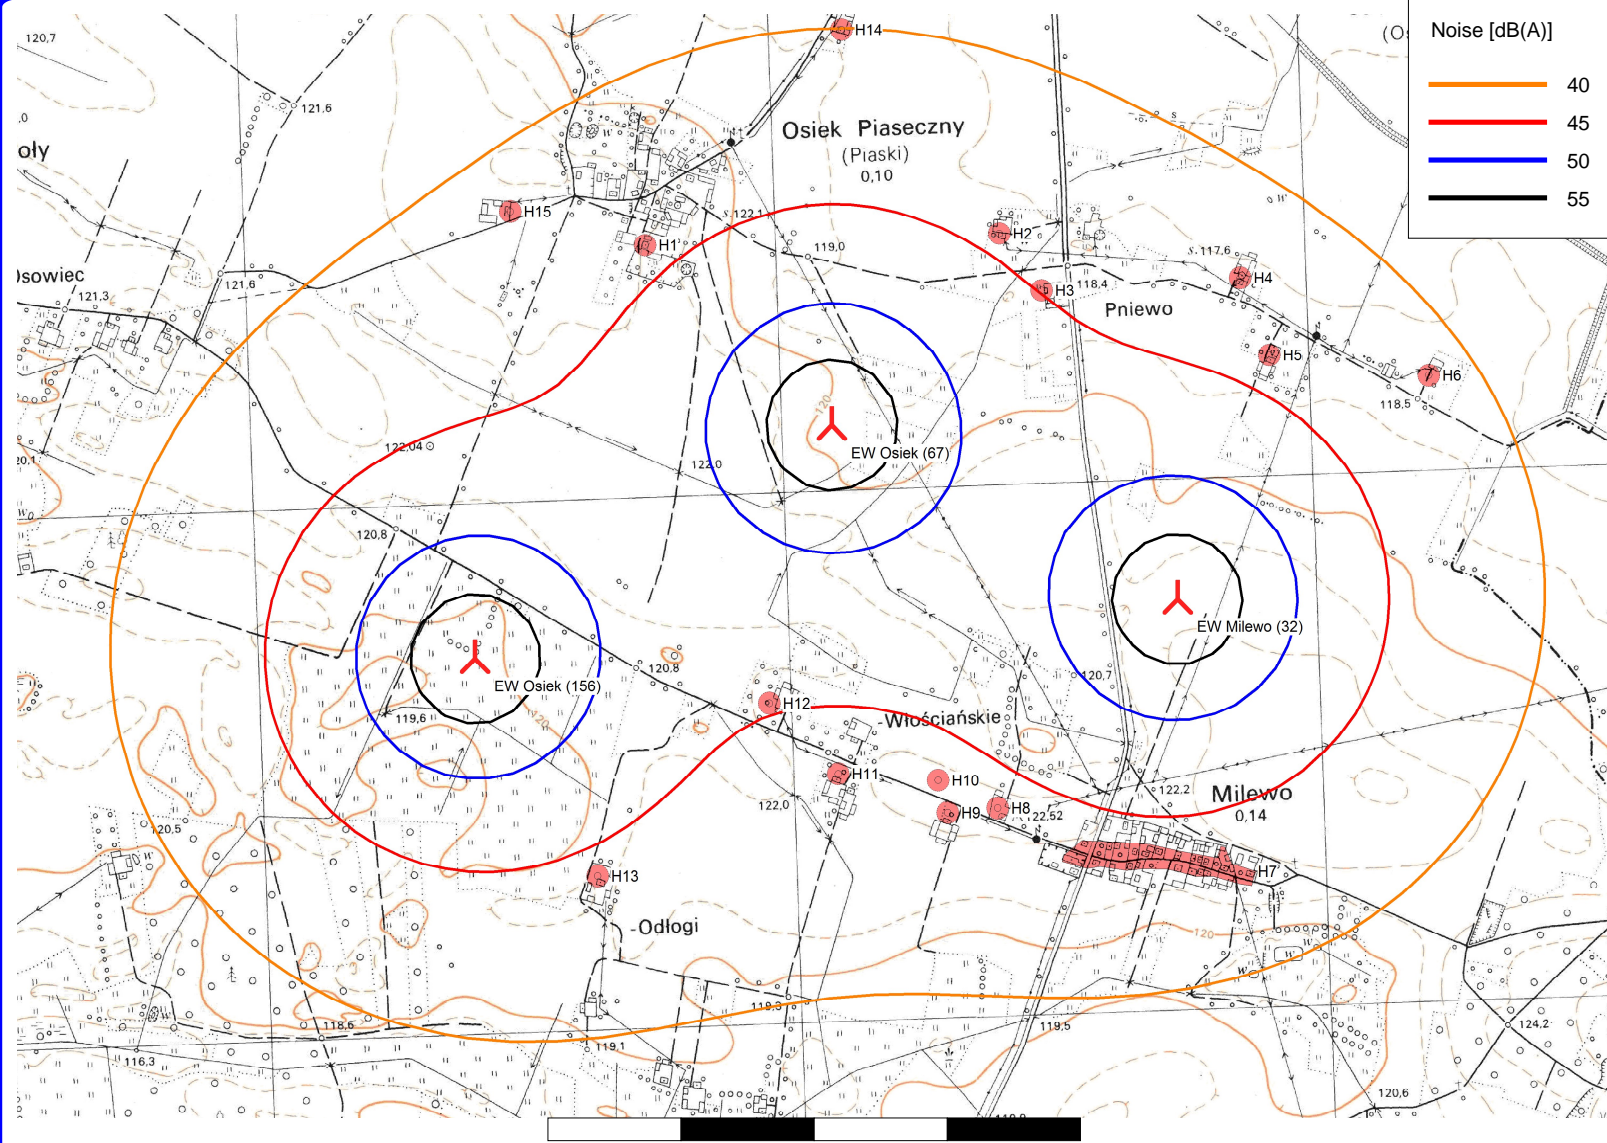 Noise [dB(A)]
40
45
50
55
120,7
121,6
oły
Osiek Piaseczny
(Piaski)
0,10
H14
H15
H1
S 122,1
119,0
H2
H3
118,4
S 117,6
H4
Pniewo
H5
H6
118,5
Osowiec
121,3
121,6
120
122,04
122,0
EW Osiek (67)
20,1
120,8
EW Milewo (32)
EW Osiek (156)
119,6
120
120,8
120,7
H12
-Włościańskie
H11
H10
H9
H8
122,52
122,0
122,2
Milewo
0,14
H7
120,5
H13
-Odłogi
120
118,6
116,3
119,1
119,3
119,5
124,2
120,6